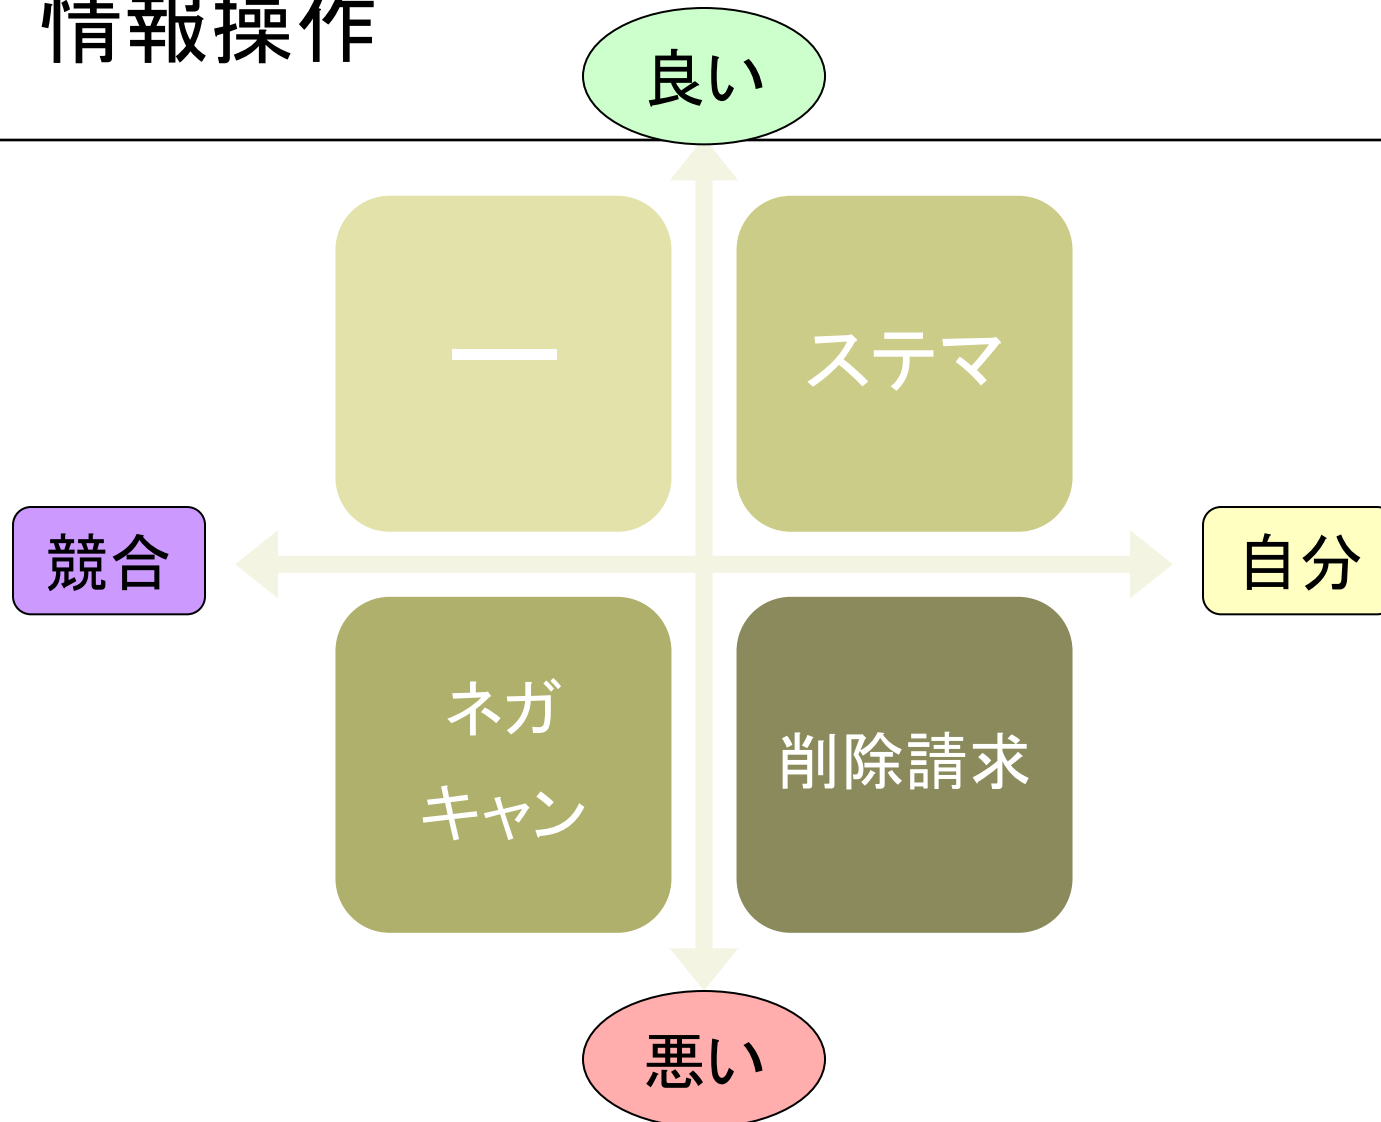 情報操作
良い
―
ステマ
競合
自分
ネガ
キャン
削除請求
悪い